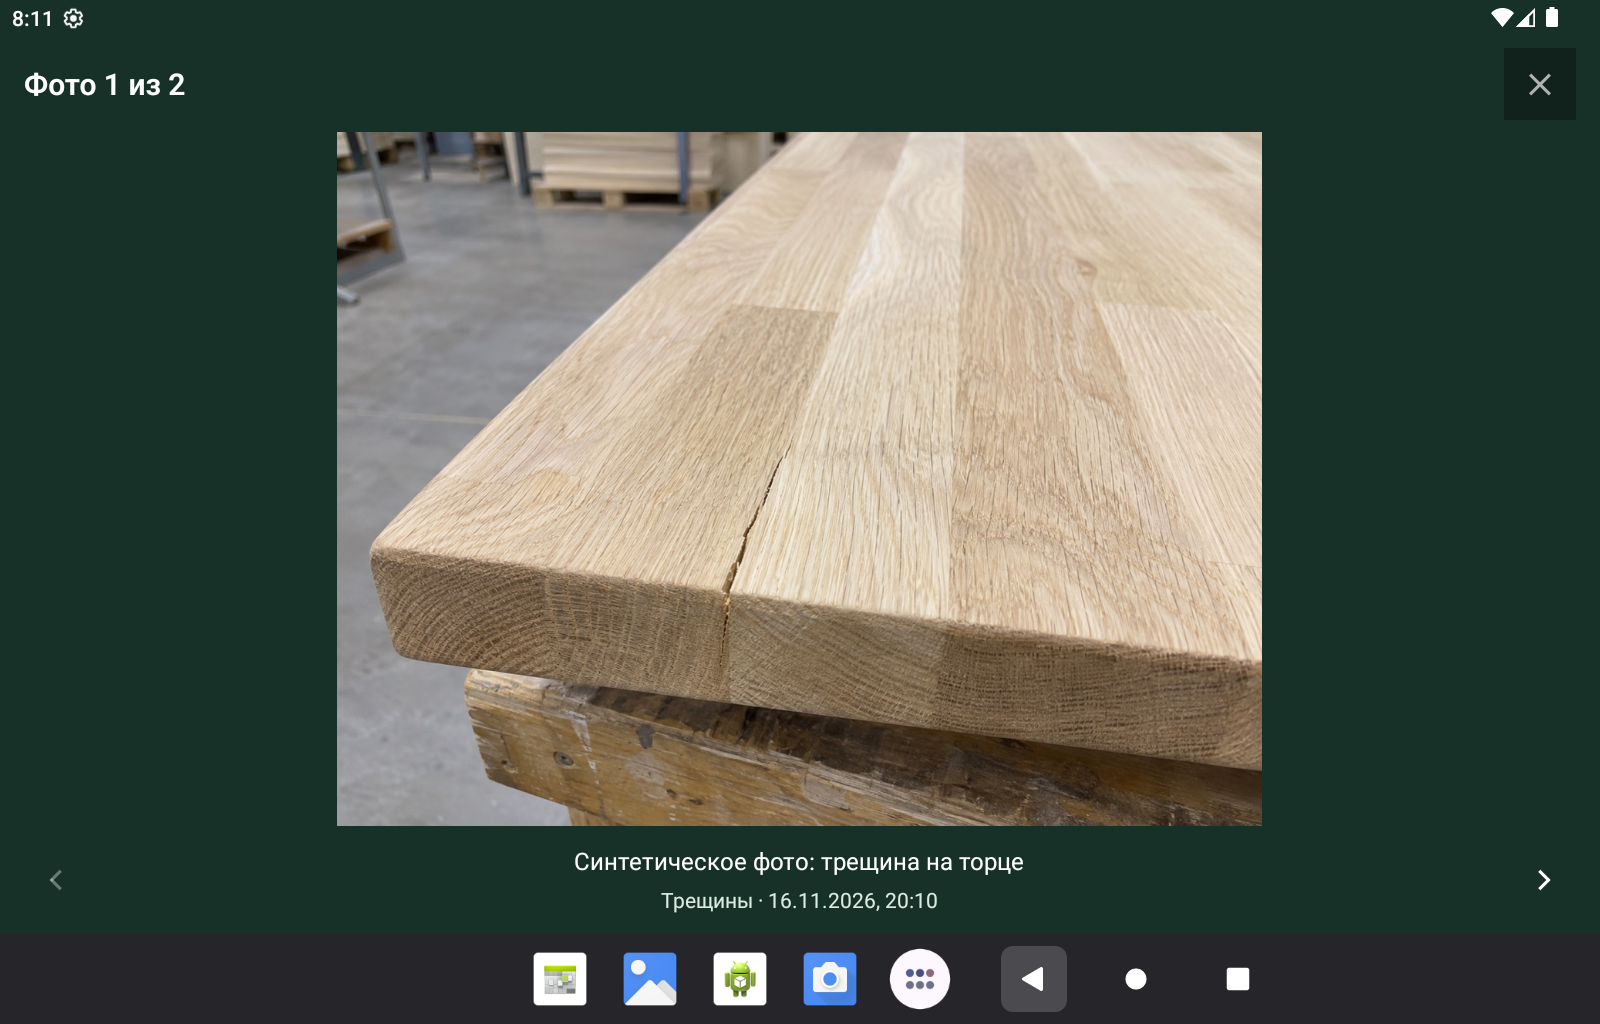 8:11
Фото 1 из 2
Синтетическое фото: трещина на торце
Трещины · 16.11.2026, 20:10